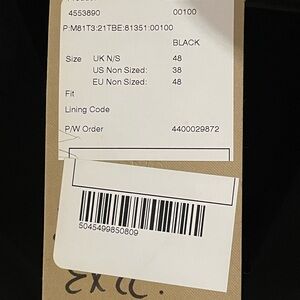 4553890 00100
P:M81T3:21TBE:81351:00100
BLACK
Size UK N/S 48
US Non Sized: 38
EU Non Sized: 48
Fit
Lining Code
P/W Order 4400029872
5045499850809